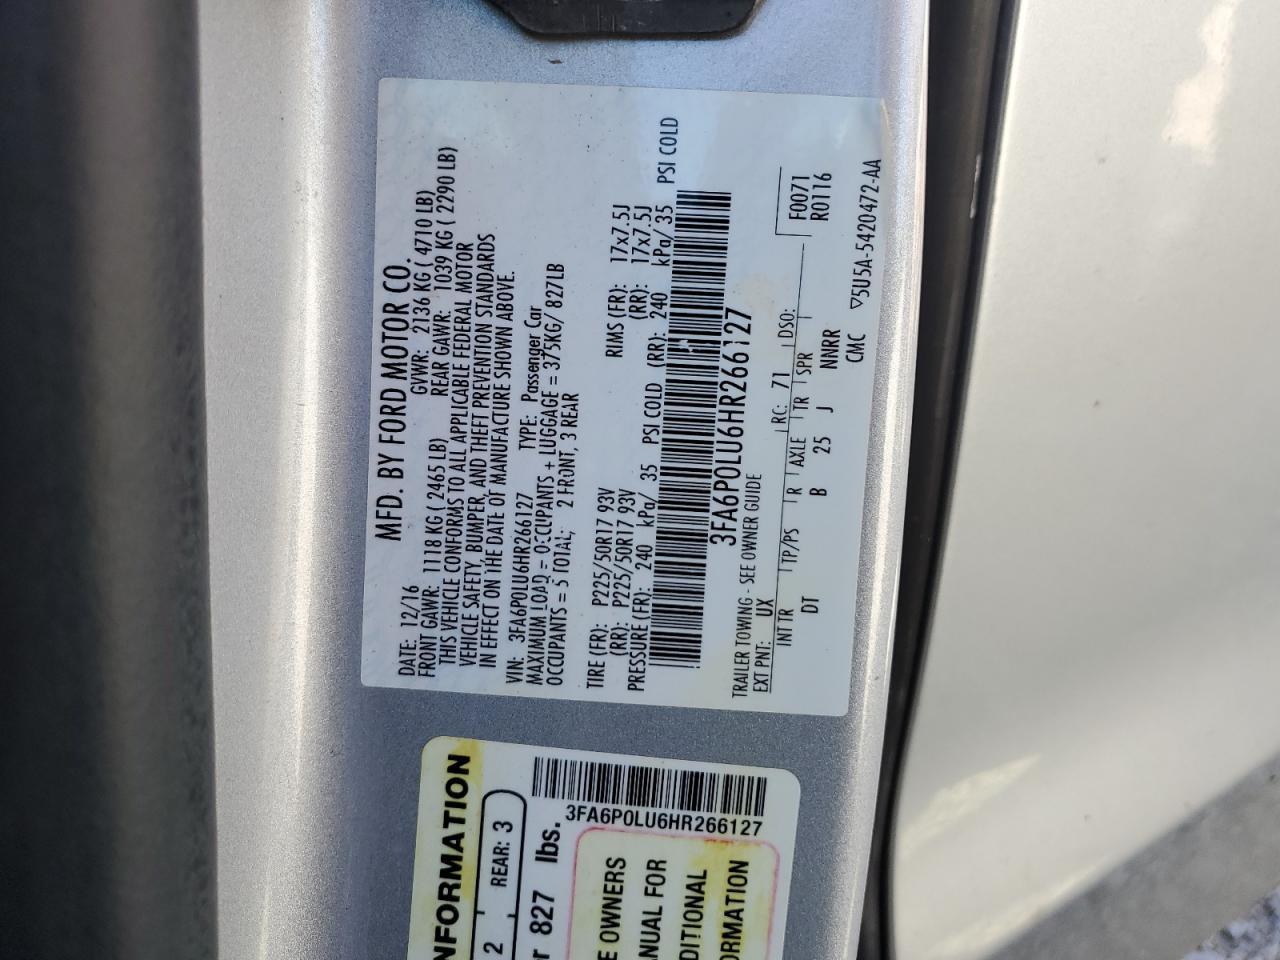 MFD. BY FORD MOTOR CO.
DATE: 12/16 GVWR: 2136 KG ( 4710 LB)
FRONT GAWR: 1118 KG ( 2465 LB) REAR GAWR: 1039 KG ( 2290 LB)
THIS VEHICLE CONFORMS TO ALL APPLICABLE FEDERAL MOTOR
VEHICLE SAFETY, BUMPER, AND THEFT PREVENTION STANDARDS
IN EFFECT ON THE DATE OF MANUFACTURE SHOWN ABOVE.
VIN: 3FA6P0LU6HR266127 TYPE: Passenger Car
MAXIMUM LOAD = OCCUPANTS + LUGGAGE = 375KG/ 827LB
OCCUPANTS = 5 TOTAL; 2 FRONT, 3 REAR
TIRE (FR): P225/50R17 93V RIMS (FR): 17x7.5J
(RR): P225/50R17 93V (RR): 17x7.5J
PRESSURE (FR): 240 kPa/ 35 PSI COLD (RR): 240 kPa/ 35 PSI COLD
3FA6P0LU6HR266127
TRAILER TOWING - SEE OWNER GUIDE
EXT PNT: UX RC: 71 DSO: F0071
INT TR TP/PS R AXLE TR SPR R0116
DT B 25 J NNRR
CMC ▽5U5A-5420472-AA
NFORMATION
2 REAR: 3
r 827 lbs.
3FA6P0LU6HR266127
E OWNERS
NUAL FOR
DITIONAL
ORMATION